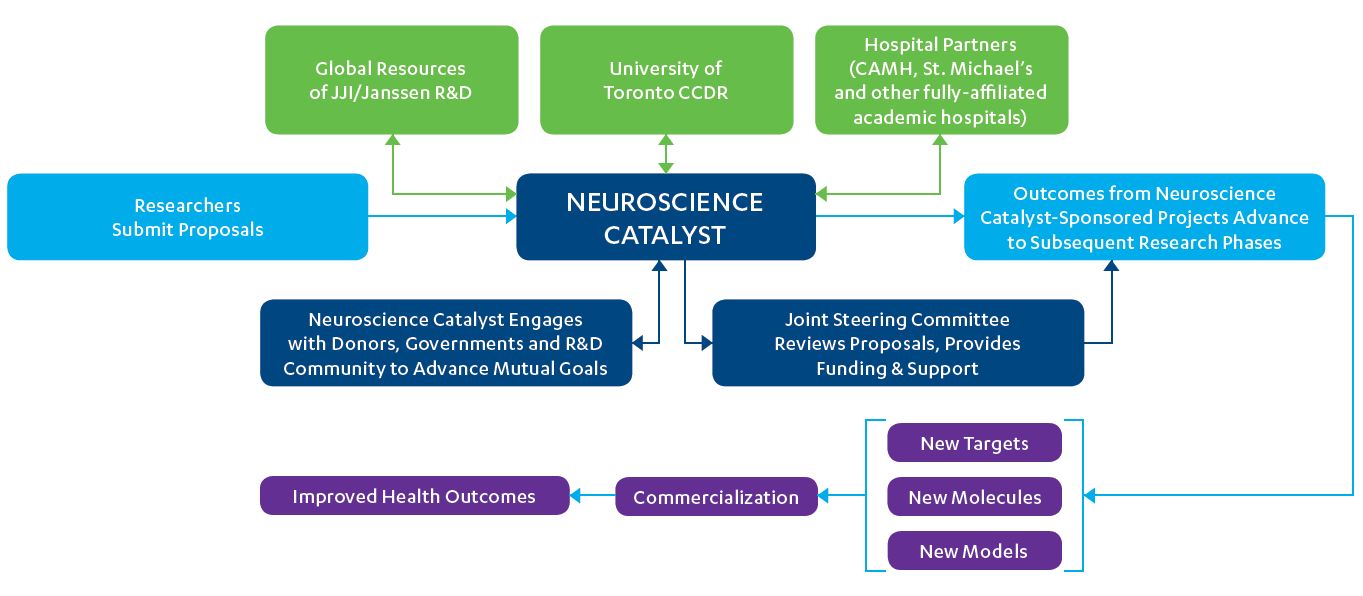 Global Resources
of JJI/Janssen R&D
University of
Toronto CCDR
Hospital Partners
(CAMH, St. Michael’s
and other fully-affiliated
academic hospitals)
Researchers
Submit Proposals
NEUROSCIENCE
CATALYST
Outcomes from Neuroscience
Catalyst-Sponsored Projects Advance
to Subsequent Research Phases
Neuroscience Catalyst Engages
with Donors, Governments and R&D
Community to Advance Mutual Goals
Joint Steering Committee
Reviews Proposals, Provides
Funding & Support
New Targets
New Molecules
New Models
Commercialization
Improved Health Outcomes